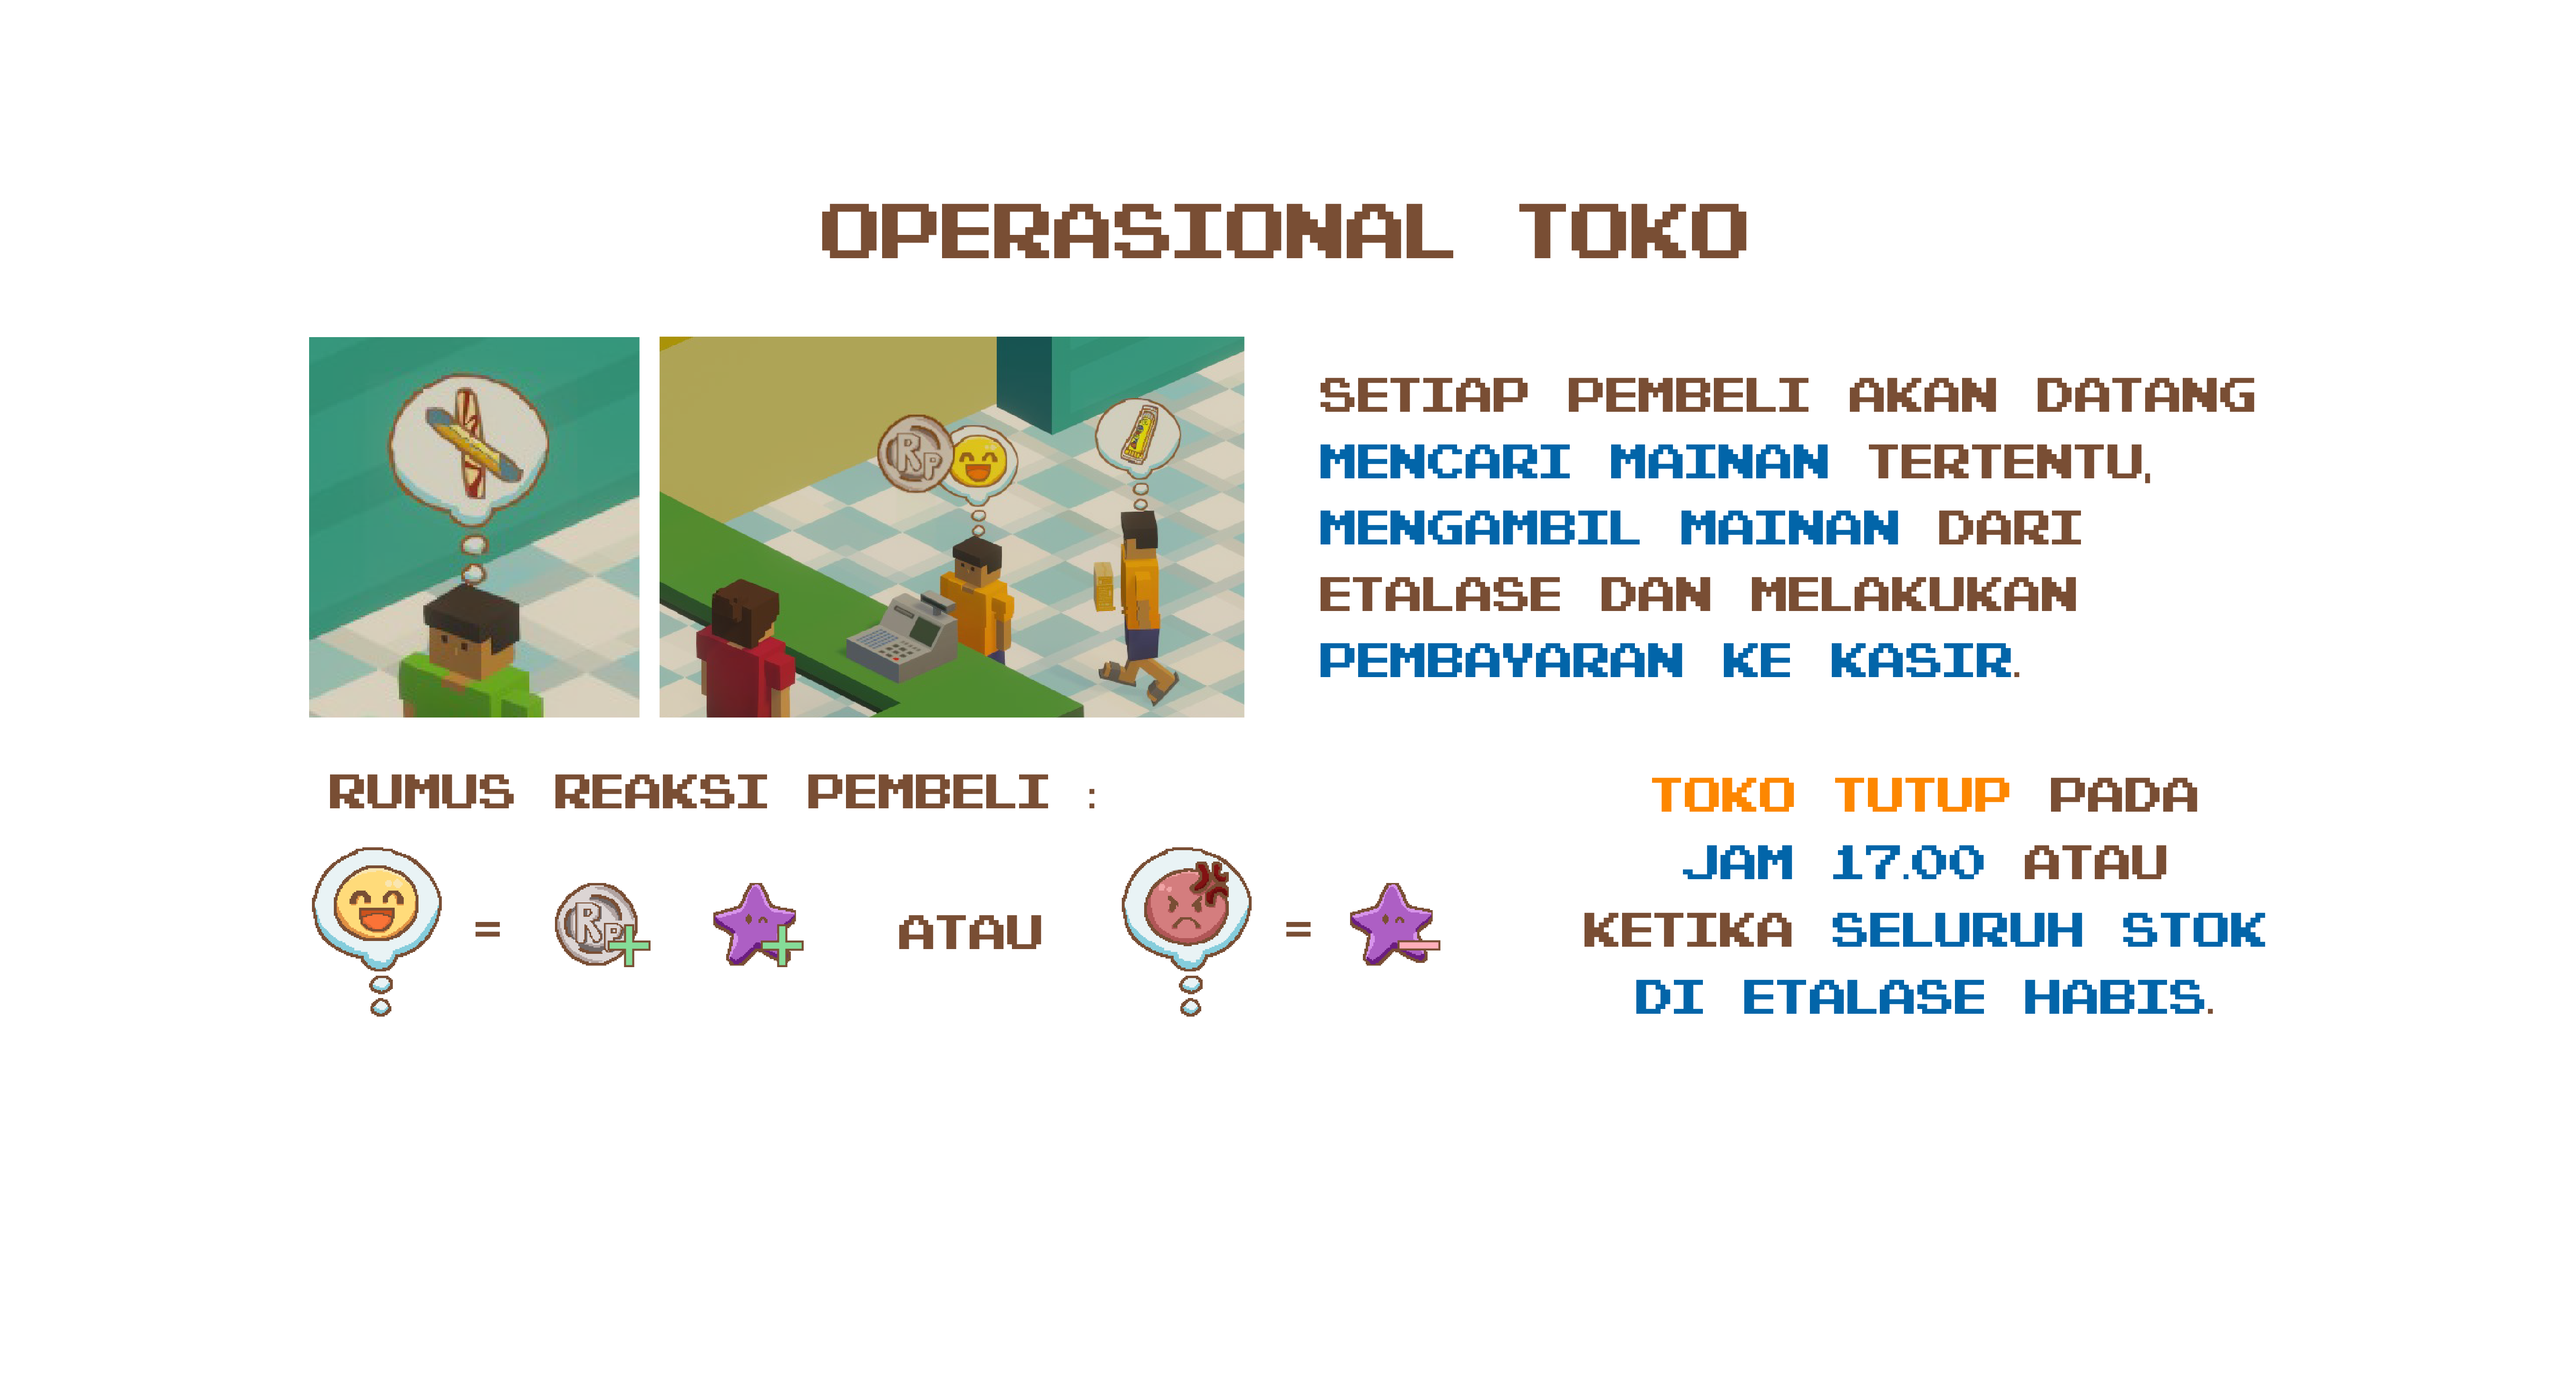 OPERASIONAL TOKO
SETIAP PEMBELI AKAN DATANG
MENCARI MAINAN TERTENTU,
MENGAMBIL MAINAN DARI
ETALASE DAN MELAKUKAN
PEMBAYARAN KE KASIR.
RP
RUMUS REAKSI PEMBELI :
= RP + + ATAU = -
TOKO TUTUP PADA
JAM 17.00 ATAU
KETIKA SELURUH STOK
DI ETALASE HABIS.